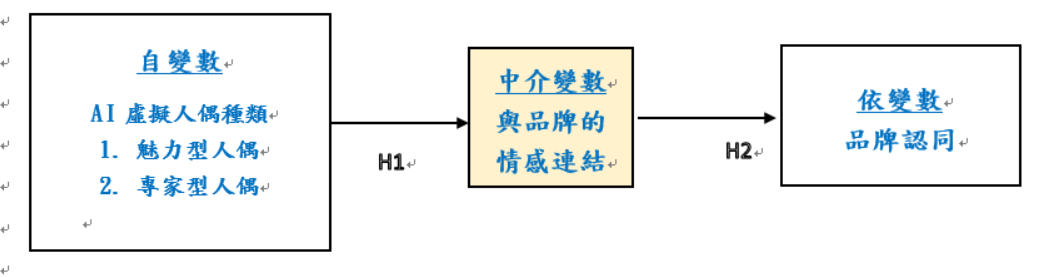 自變數
AI 虛擬人偶種類
1. 魅力型人偶
2. 專家型人偶
H1
中介變數
與品牌的
情感連結
H2
依變數
品牌認同